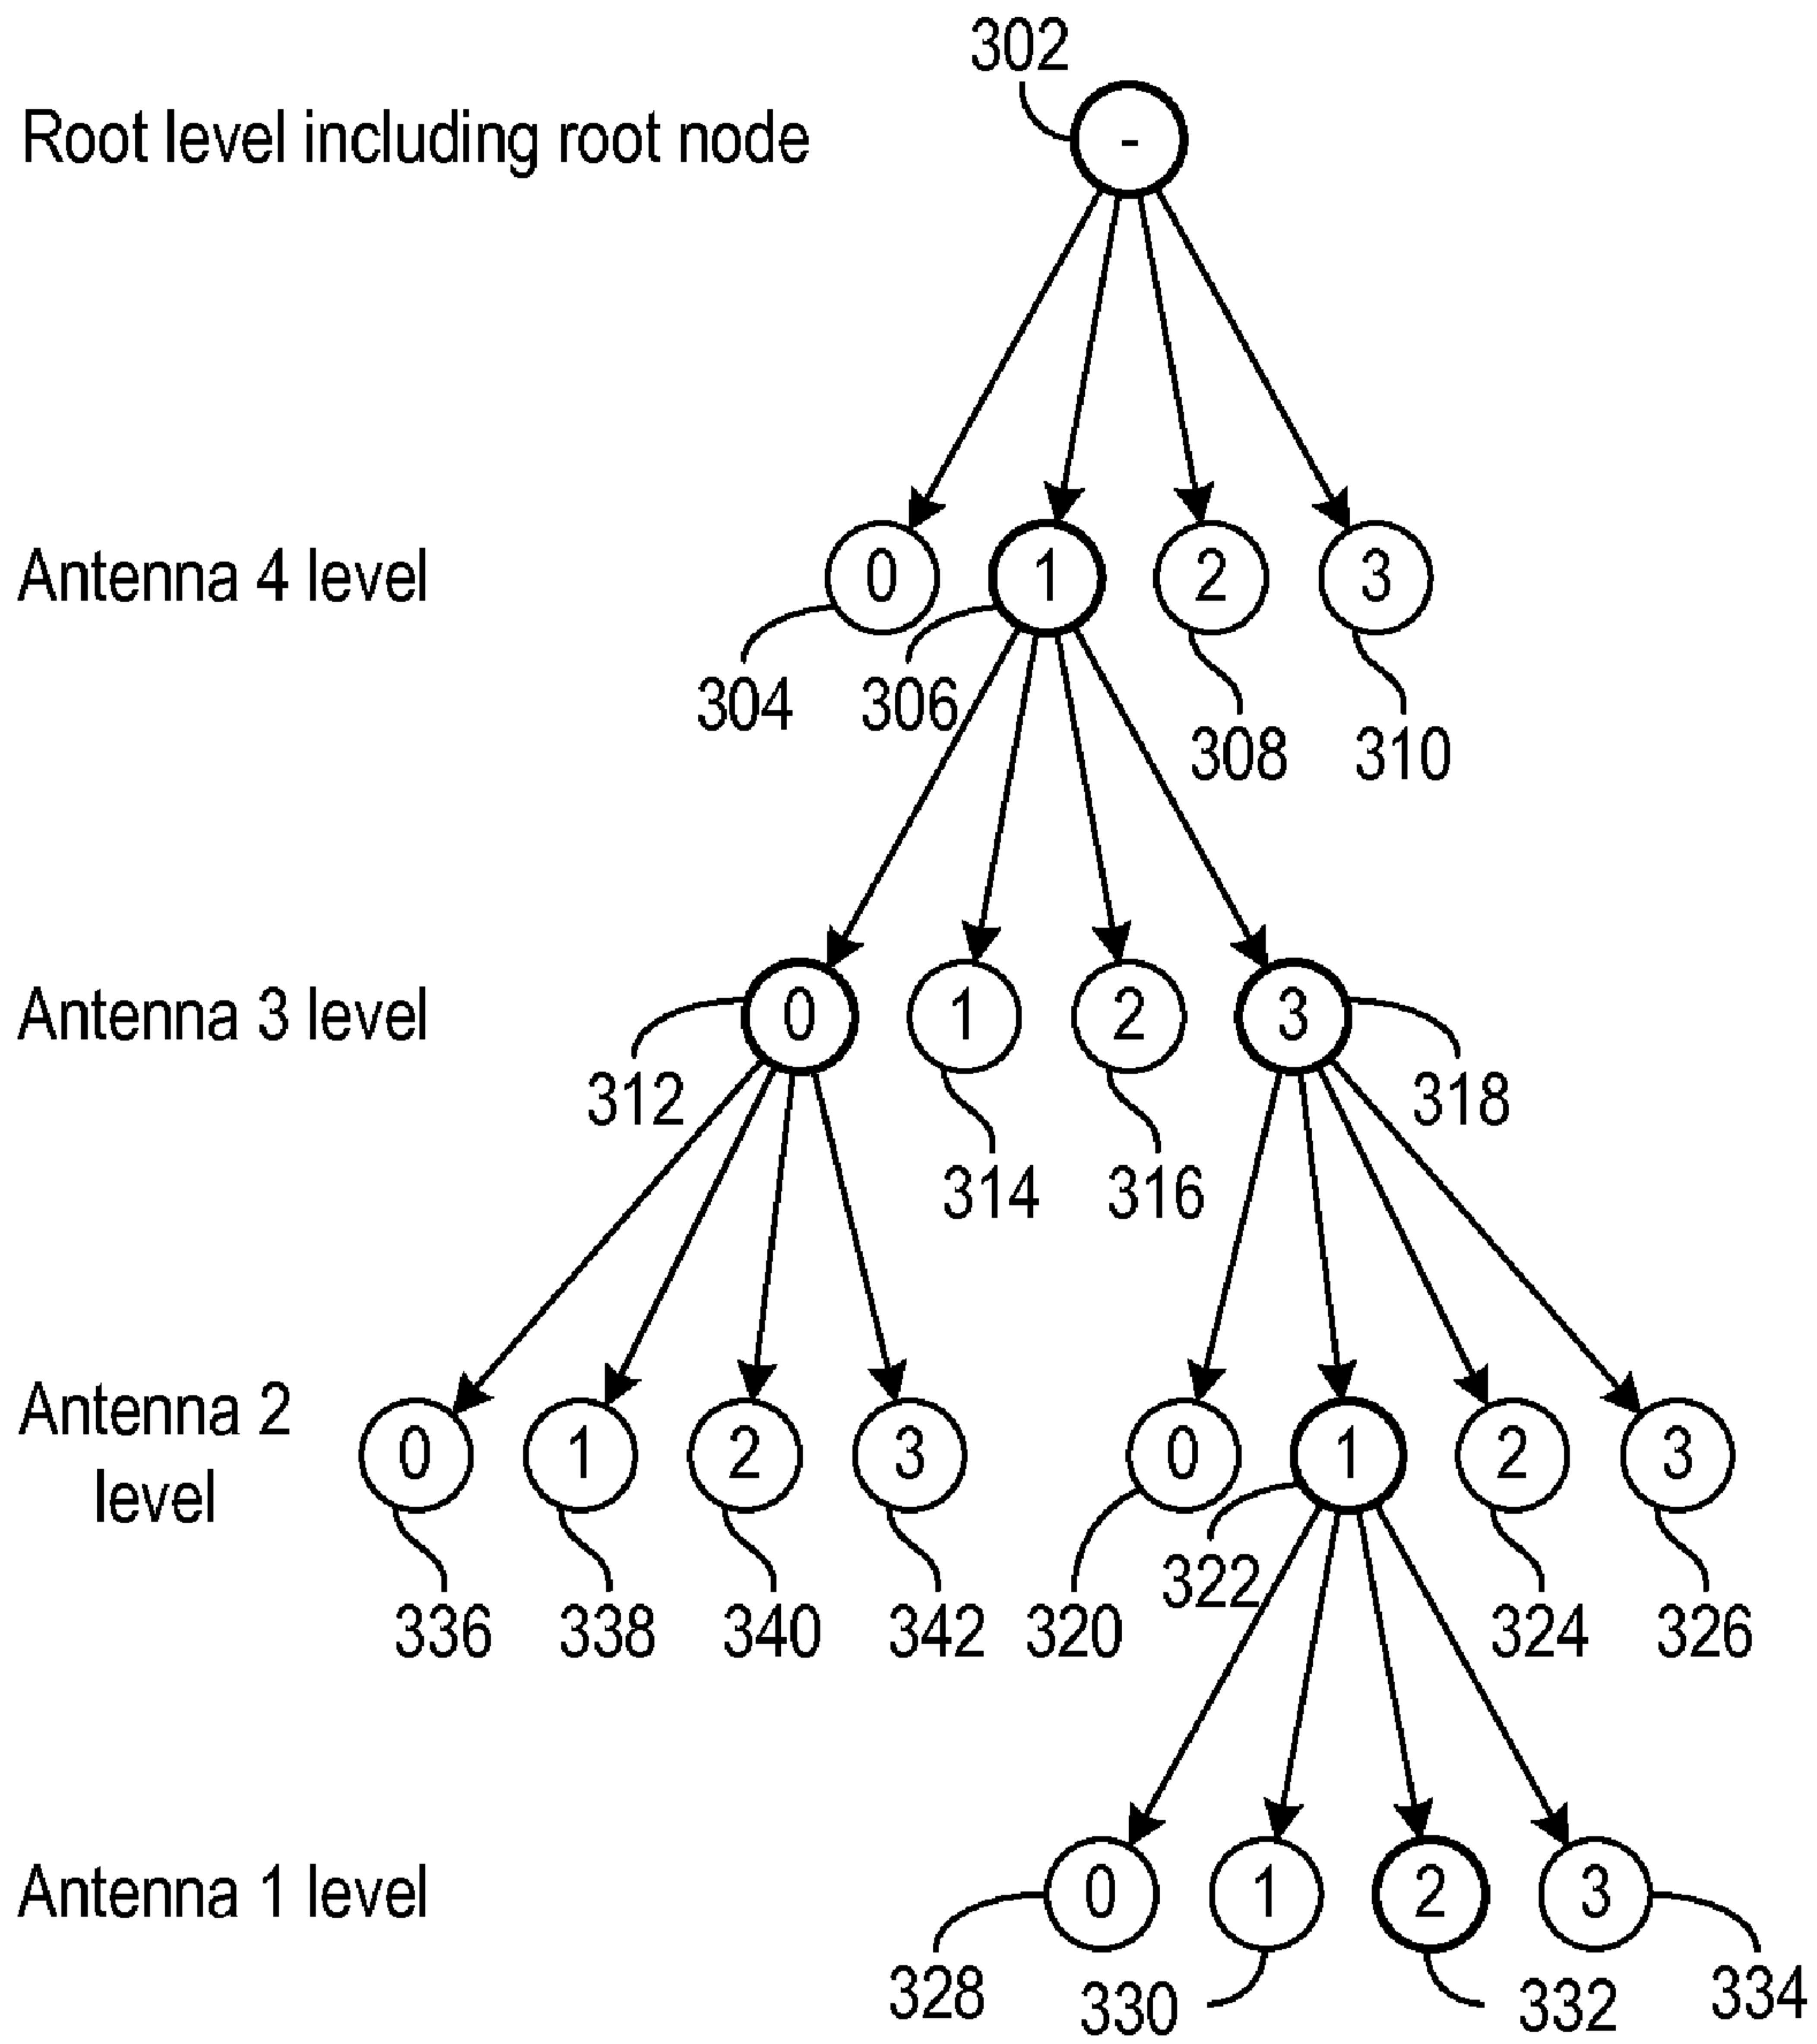 302
Root level including root node
-
Antenna 4 level
0 1 2 3
304 306 308 310
Antenna 3 level
0 1 2 3
312 314 316 318
Antenna 2
level
0 1 2 3 0 1 2 3
336 338 340 342 320 322 324 326
Antenna 1 level
0 1 2 3
328 330 332 334